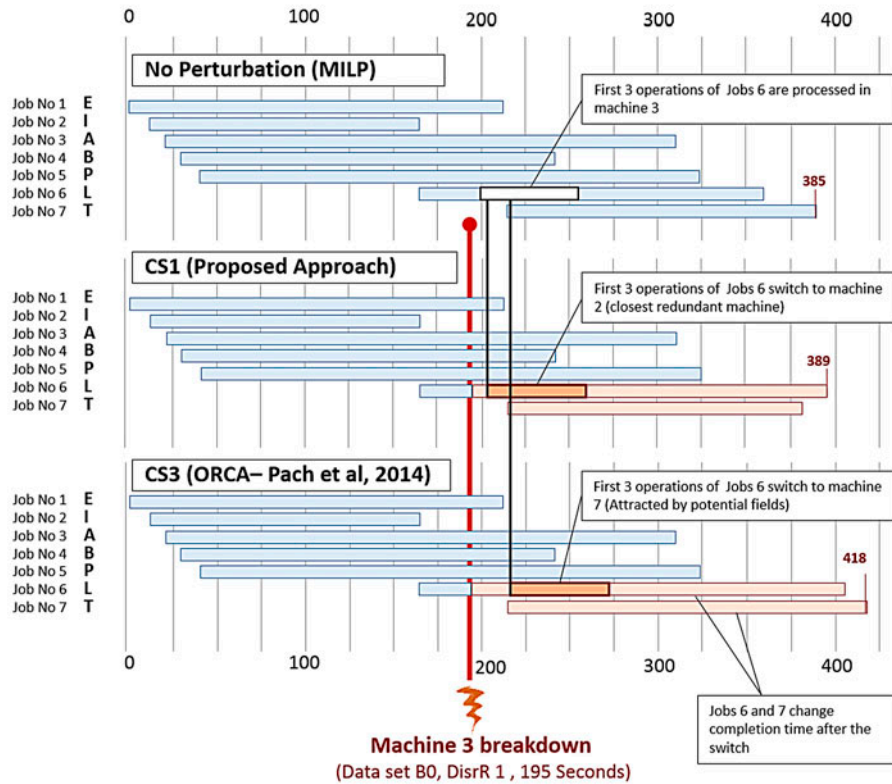 0 100 200 300 400
No Perturbation (MILP)
First 3 operations of Jobs 6 are processed in
machine 3
Job No 1 E
Job No 2 I
Job No 3 A
Job No 4 B
Job No 5 P
Job No 6 L
Job No 7 T
385
CS1 (Proposed Approach)
First 3 operations of Jobs 6 switch to machine
2 (closest redundant machine)
Job No 1 E
Job No 2 I
Job No 3 A
Job No 4 B
Job No 5 P
Job No 6 L
Job No 7 T
389
CS3 (ORCA– Pach et al, 2014)
First 3 operations of Jobs 6 switch to machine
7 (Attracted by potential fields)
Job No 1 E
Job No 2 I
Job No 3 A
Job No 4 B
Job No 5 P
Job No 6 L
Job No 7 T
418
0 100 200 300 400
Jobs 6 and 7 change
completion time after the
switch
Machine 3 breakdown
(Data set B0, DisrR 1 , 195 Seconds)